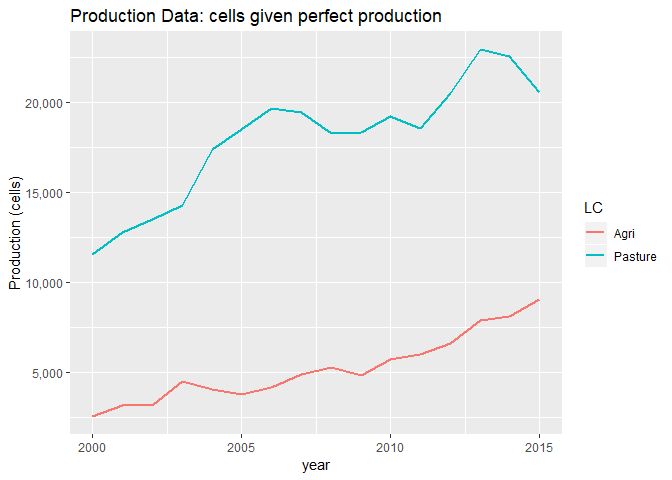 Production Data: cells given perfect production
20,000
15,000
10,000
5,000
Production (cells)
2000 2005 2010 2015
year
LC
Agri
Pasture